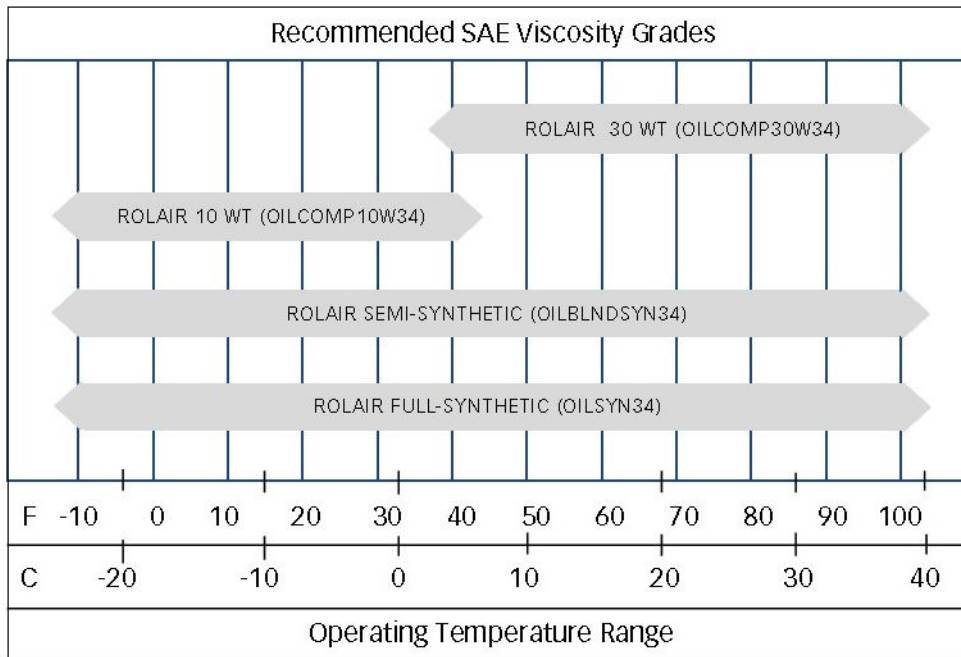 Recommended SAE Viscosity Grades
ROLAIR 30 WT (OILCOMP30W34)
ROLAIR 10 WT (OILCOMP10W34)
ROLAIR SEMI-SYNTHETIC (OILBLNDSYN34)
ROLAIR FULL-SYNTHETIC (OILSYN34)
F -10 0 10 20 30 40 50 60 70 80 90 100
C -20 -10 0 10 20 30 40
Operating Temperature Range